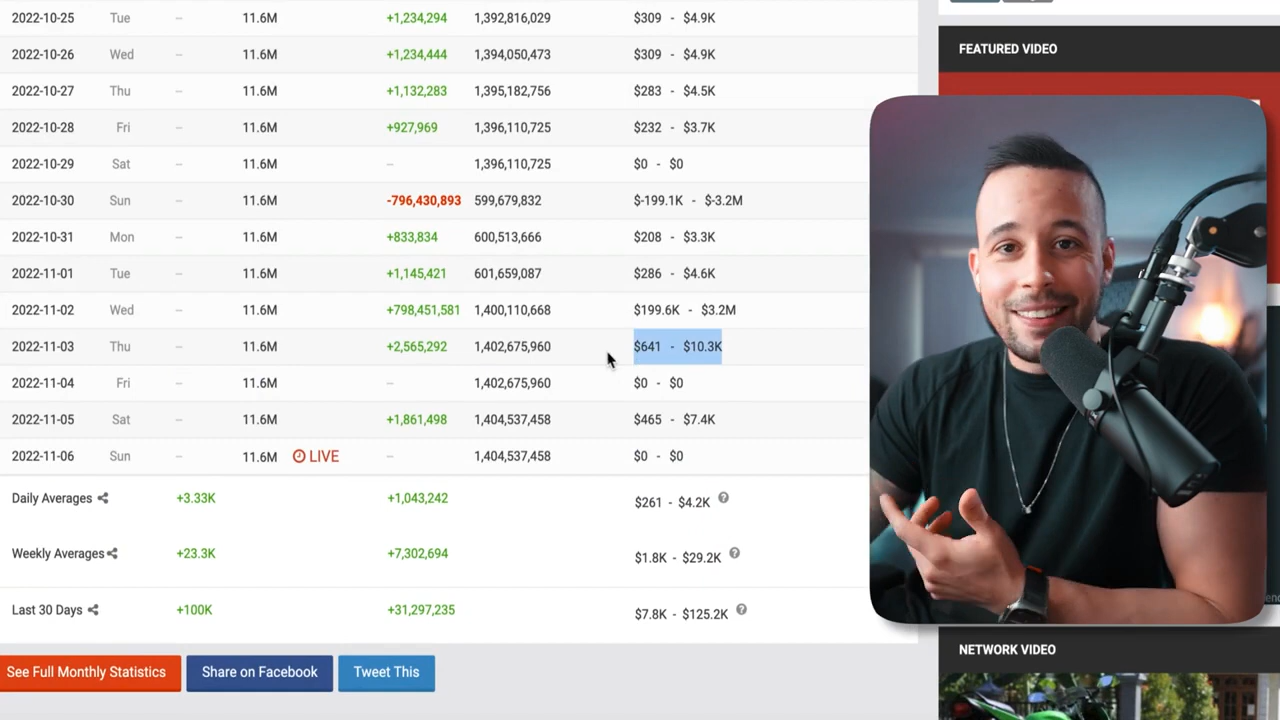 2022-10-25 Tue -- 11.6M +1,234,294 1,392,816,029 $309 - $4.9K
2022-10-26 Wed -- 11.6M +1,234,444 1,394,050,473 $309 - $4.9K
FEATURED VIDEO
2022-10-27 Thu -- 11.6M +1,132,283 1,395,182,756 $283 - $4.5K
2022-10-28 Fri -- 11.6M +927,969 1,396,110,725 $232 - $3.7K
2022-10-29 Sat -- 11.6M -- 1,396,110,725 $0 - $0
2022-10-30 Sun -- 11.6M -796,430,893 599,679,832 $-199.1K - $-3.2M
2022-10-31 Mon -- 11.6M +833,834 600,513,666 $208 - $3.3K
2022-11-01 Tue -- 11.6M +1,145,421 601,659,087 $286 - $4.6K
2022-11-02 Wed -- 11.6M +798,451,581 1,400,110,668 $199.6K - $3.2M
2022-11-03 Thu -- 11.6M +2,565,292 1,402,675,960 $641 - $10.3K
2022-11-04 Fri -- 11.6M -- 1,402,675,960 $0 - $0
2022-11-05 Sat -- 11.6M +1,861,498 1,404,537,458 $465 - $7.4K
2022-11-06 Sun -- 11.6M LIVE -- 1,404,537,458 $0 - $0
Daily Averages +3.33K +1,043,242 $261 - $4.2K ?
Weekly Averages +23.3K +7,302,694 $1.8K - $29.2K ?
Last 30 Days +100K +31,297,235 $7.8K - $125.2K ?
NETWORK VIDEO
See Full Monthly Statistics Share on Facebook Tweet This